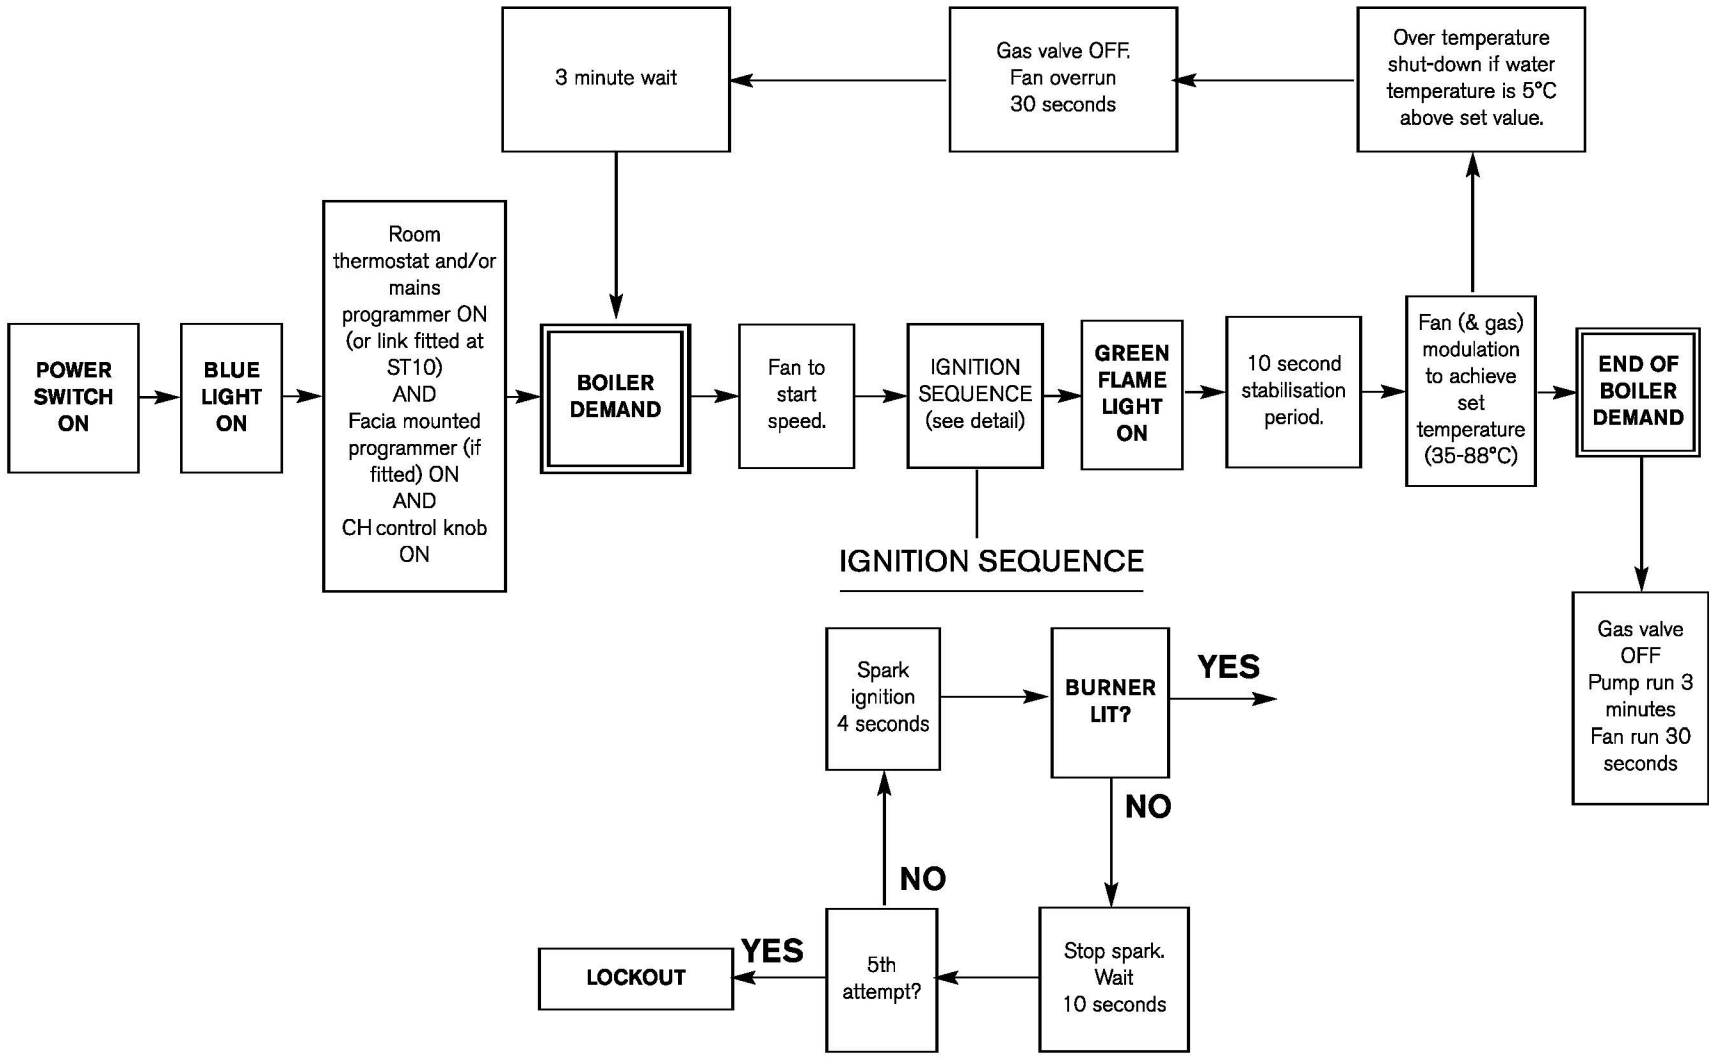 3 minute wait
Gas valve OFF.
Fan overrun
30 seconds
Over temperature
shut-down if water
temperature is 5°C
above set value.
POWER
SWITCH
ON
BLUE
LIGHT
ON
Room
thermostat and/or
mains
programmer ON
(or link fitted at
ST10)
AND
Facia mounted
programmer (if
fitted) ON
AND
CH control knob
ON
BOILER
DEMAND
Fan to
start
speed.
IGNITION
SEQUENCE
(see detail)
GREEN
FLAME
LIGHT
ON
10 second
stabilisation
period.
Fan (& gas)
modulation
to achieve
set
temperature
(35-88°C)
END OF
BOILER
DEMAND
Gas valve
OFF
Pump run 3
minutes
Fan run 30
seconds
IGNITION SEQUENCE
Spark
ignition
4 seconds
BURNER
LIT?
YES
NO
Stop spark.
Wait
10 seconds
5th
attempt?
NO
YES
LOCKOUT